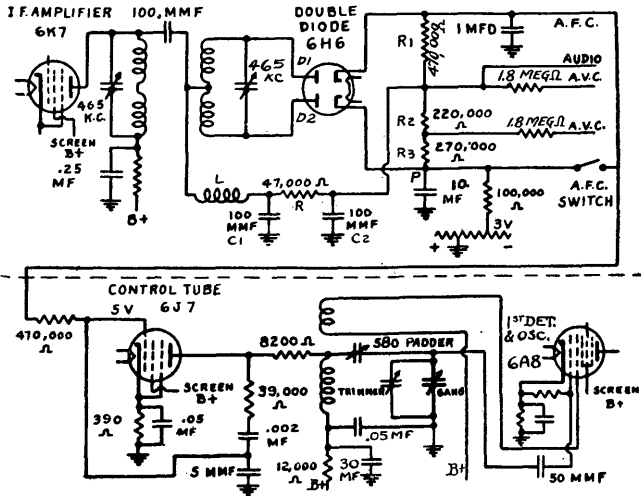 I.F. AMPLIFIER
6K7
100, MMF
DOUBLE
DIODE
6H6
D1
D2
465
K.C.
465
KC
SCREEN
B+
.25
MF
B+
L
47,000 Ω
R
100
MMF
C1
100
MMF
C2
R1
470,000
Ω
1 MFD
A.F.C.
AUDIO
1.8 MEGΩ
A.V.C.
R2
220,000
Ω
1.8 MEGΩ
A.V.C.
R3
270,000
Ω
P
10
MF
100,000
Ω
A.F.C.
SWITCH
+
3V
-
CONTROL TUBE
6J7
5 V
470,000
Ω
SCREEN
B+
390
Ω
.05
MF
8200 Ω
39,000
Ω
.002
MF
5 MMF
580 PADDER
TRIMMER
GANG
.05 MF
12,000
Ω
B+
30
MF
B+
1ST DET.
& OSC.
6A8
SCREEN
B+
50 MMF